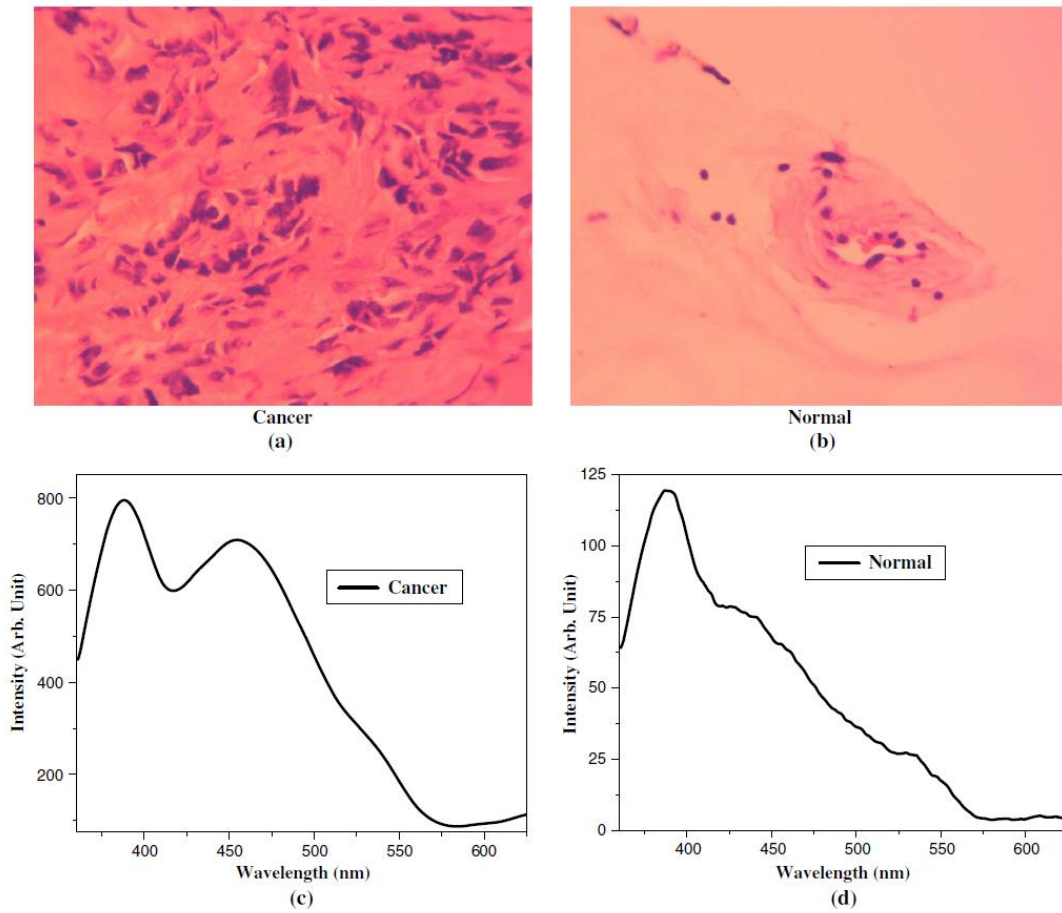 Cancer
(a)
Normal
(b)
800
600
400
200
400
450
500
550
600
Intensity (Arb. Unit)
Cancer
Wavelength (nm)
(c)
125
100
75
50
25
0
400
450
500
550
600
Intensity (Arb. Unit)
Normal
Wavelength (nm)
(d)